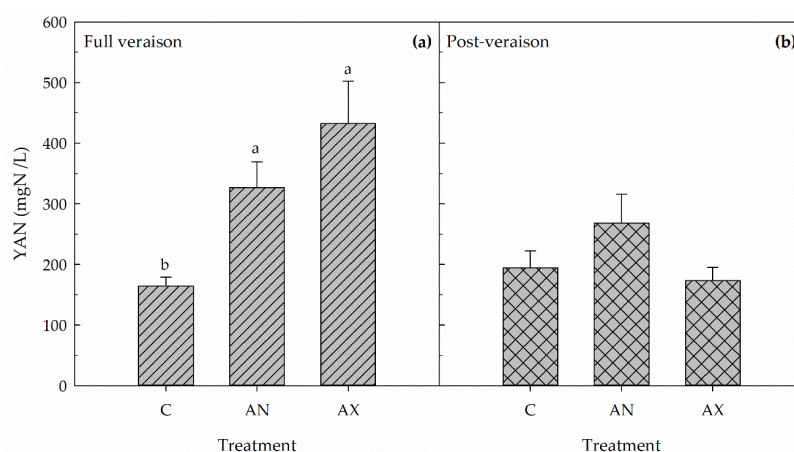 Full veraison (a)
Post-veraison (b)
YAN (mgN /L)
600
500
400
300
200
100
0
b
a
a
C AN AX
C AN AX
Treatment
Treatment